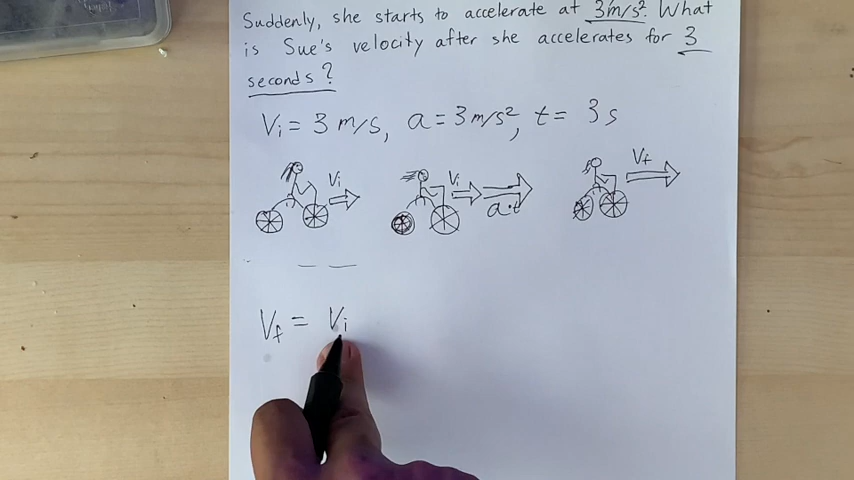 Suddenly, she starts to accelerate at 3m/s². What
is Sue's velocity after she accelerates for 3
seconds?
Vi = 3 m/s, a = 3 m/s², t = 3 s
Vi Vi a·t Vf
Vf = Vi